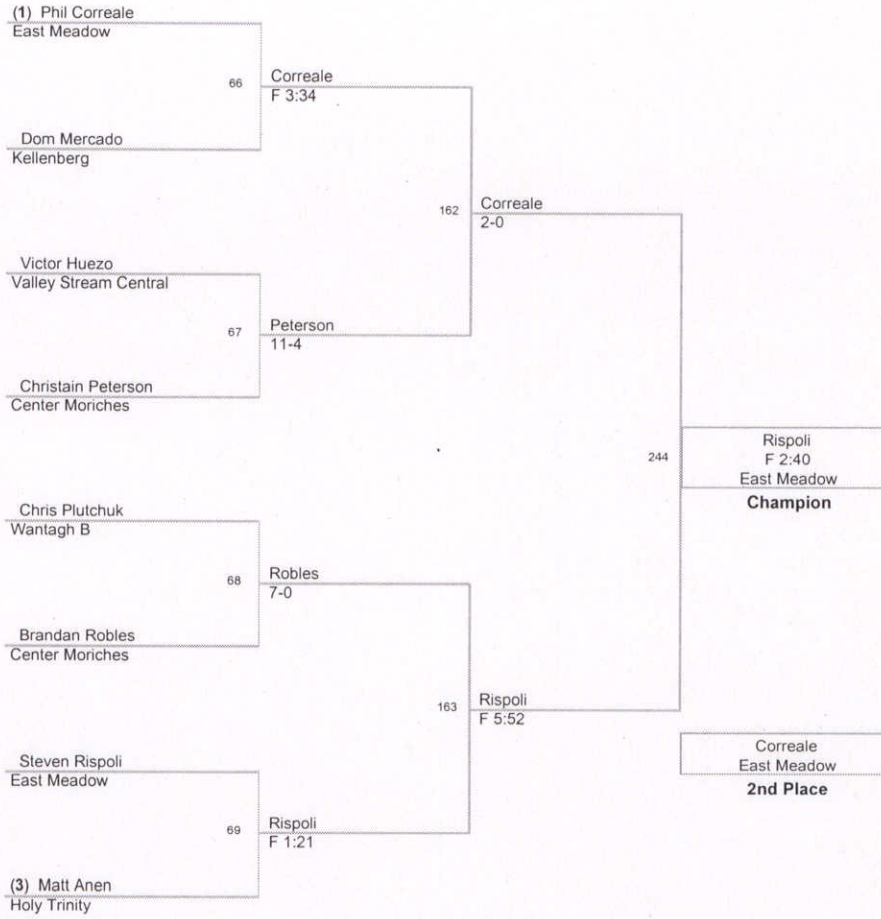 (1) Phil Correale
East Meadow
66
Correale
F 3:34
Dom Mercado
Kellenberg
162
Correale
2-0
Victor Huezo
Valley Stream Central
67
Peterson
11-4
Christain Peterson
Center Moriches
244
Rispoli
F 2:40
East Meadow
Champion
Chris Plutchuk
Wantagh B
68
Robles
7-0
Brandan Robles
Center Moriches
163
Rispoli
F 5:52
Steven Rispoli
East Meadow
Correale
East Meadow
2nd Place
69
Rispoli
F 1:21
(3) Matt Anen
Holy Trinity